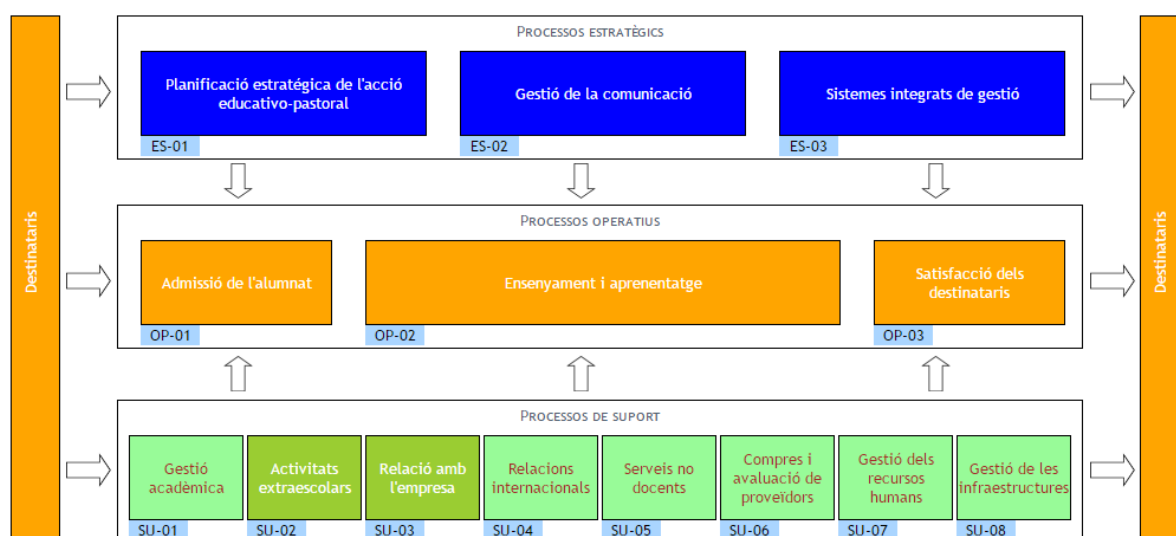 PROCESSOS ESTRATÈGICS
Planificació estratégica de l'acció
educativo-pastoral
ES-01
Gestió de la comunicació
ES-02
Sistemes integrats de gestió
ES-03
Destinataris
Destinataris
PROCESSOS OPERATIUS
Admissió de l'alumnat
OP-01
Ensenyament i aprenentatge
OP-02
Satisfacció dels
destinataris
OP-03
PROCESSOS DE SUPORT
Gestió
acadèmica
SU-01
Activitats
extraescolars
SU-02
Relació amb
l'empresa
SU-03
Relacions
internacionals
SU-04
Serveis no
docents
SU-05
Compres i
avaluació de
proveïdors
SU-06
Gestió dels
recursos
humans
SU-07
Gestió de les
infraestructures
SU-08